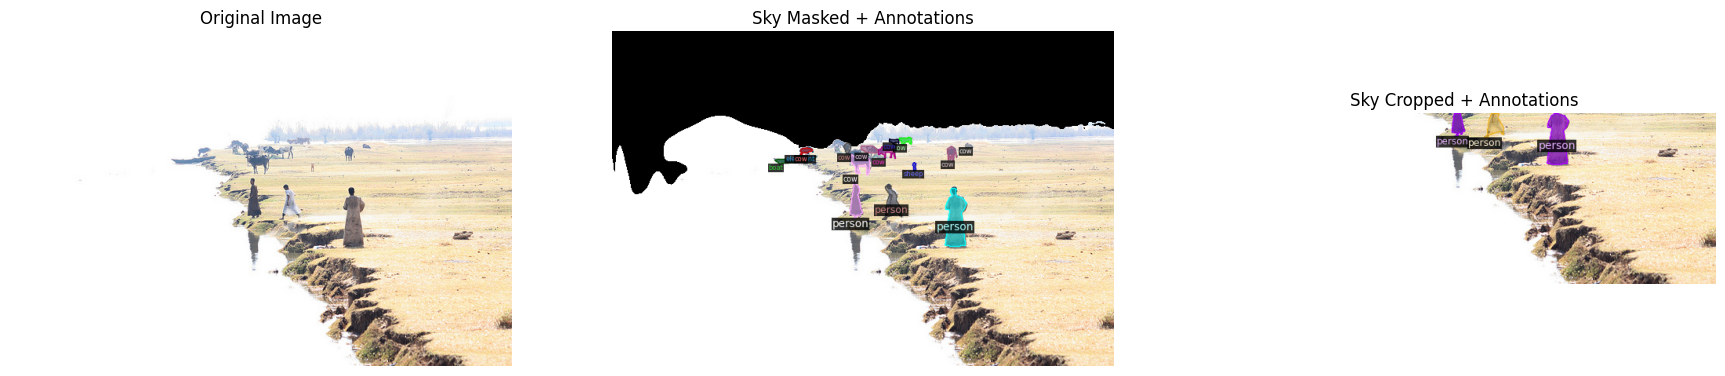 Original Image
Sky Masked + Annotations
Sky Cropped + Annotations
cow
cow
cow
cow
cow
cow
boat
sheep
cow
person
person
person
person
person
person